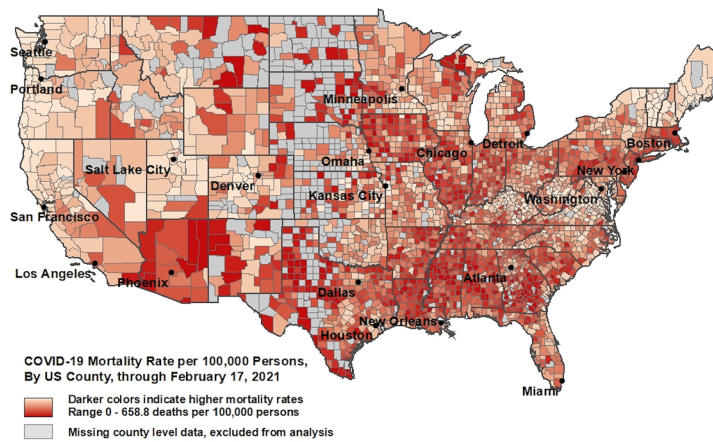 Seattle
Portland
Minneapolis
Boston
Chicago
Detroit
Omaha
New York
Salt Lake City
Denver
Kansas City
Washington
San Francisco
Los Angeles
Phoenix
Atlanta
Dallas
New Orleans
Houston
Miami
COVID-19 Mortality Rate per 100,000 Persons,
By US County, through February 17, 2021
Darker colors indicate higher mortality rates
Range 0 - 658.8 deaths per 100,000 persons
Missing county level data, excluded from analysis